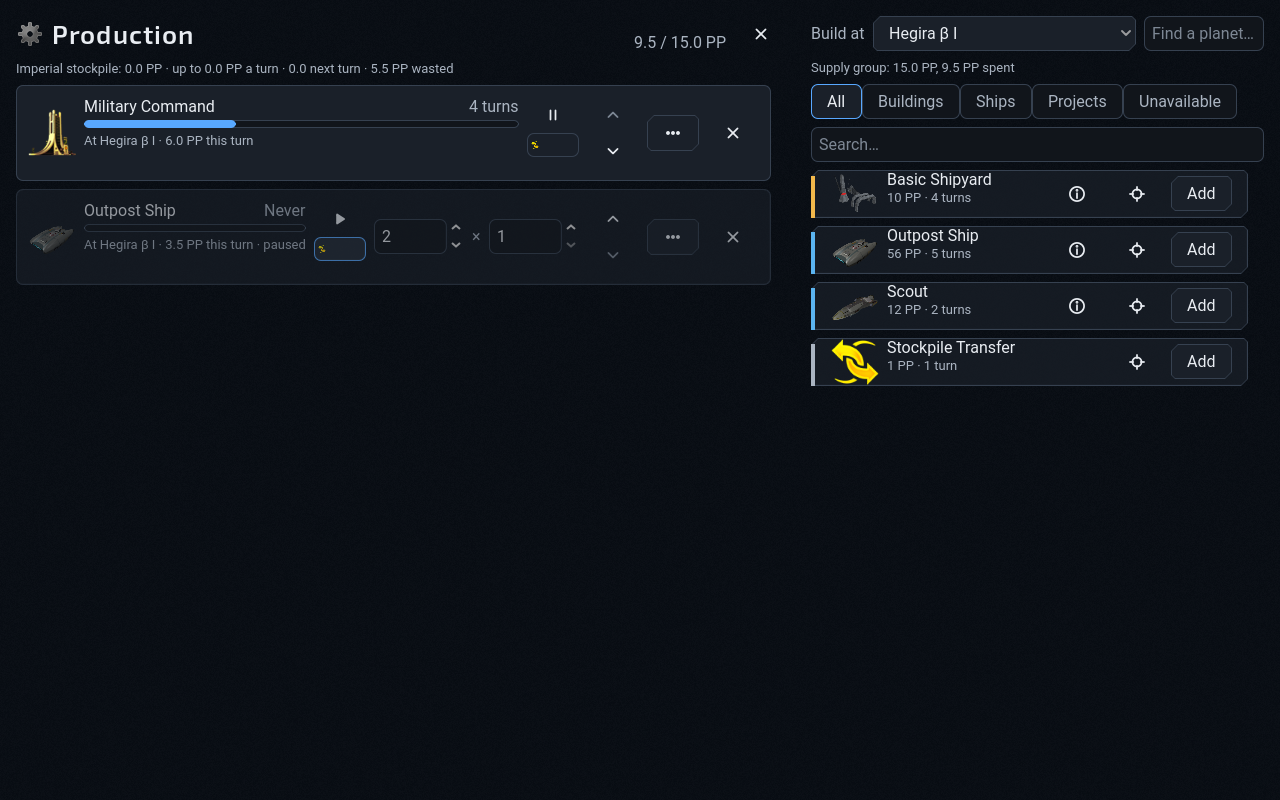 Production
9.5 / 15.0 PP
Imperial stockpile: 0.0 PP · up to 0.0 PP a turn · 0.0 next turn · 5.5 PP wasted
Military Command
4 turns
At Hegira β I · 6.0 PP this turn
Outpost Ship
Never
At Hegira β I · 3.5 PP this turn · paused
2 × 1
Build at
Hegira β I
Find a planet…
Supply group: 15.0 PP, 9.5 PP spent
All
Buildings
Ships
Projects
Unavailable
Search…
Basic Shipyard
10 PP · 4 turns
Add
Outpost Ship
56 PP · 5 turns
Add
Scout
12 PP · 2 turns
Add
Stockpile Transfer
1 PP · 1 turn
Add